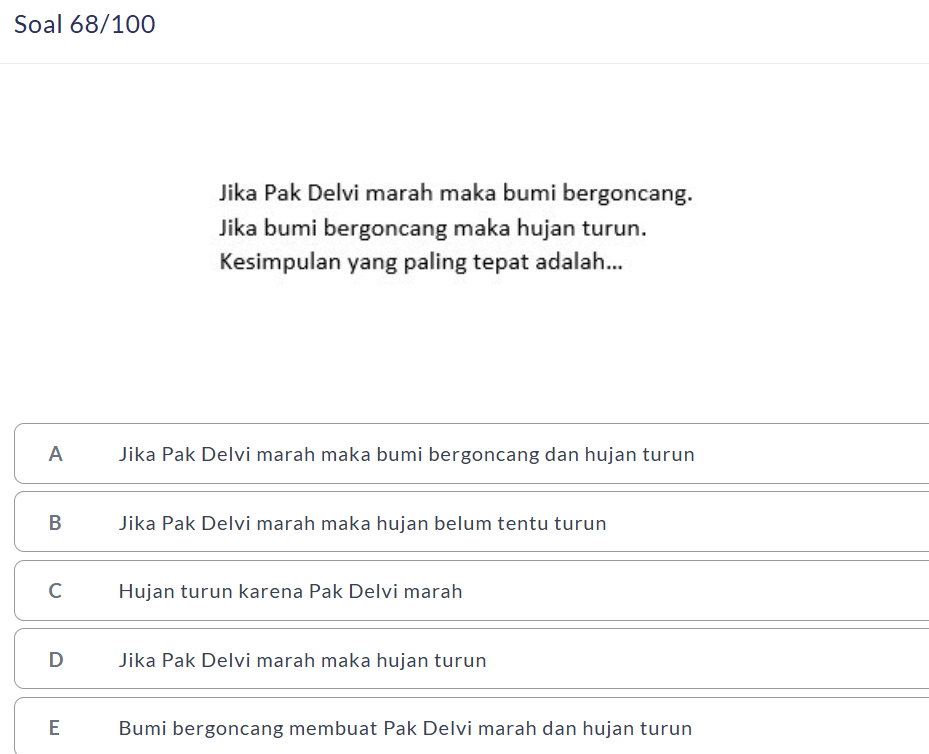 Soal 68/100
Jika Pak Delvi marah maka bumi bergoncang.
Jika bumi bergoncang maka hujan turun.
Kesimpulan yang paling tepat adalah...
A Jika Pak Delvi marah maka bumi bergoncang dan hujan turun
B Jika Pak Delvi marah maka hujan belum tentu turun
C Hujan turun karena Pak Delvi marah
D Jika Pak Delvi marah maka hujan turun
E Bumi bergoncang membuat Pak Delvi marah dan hujan turun